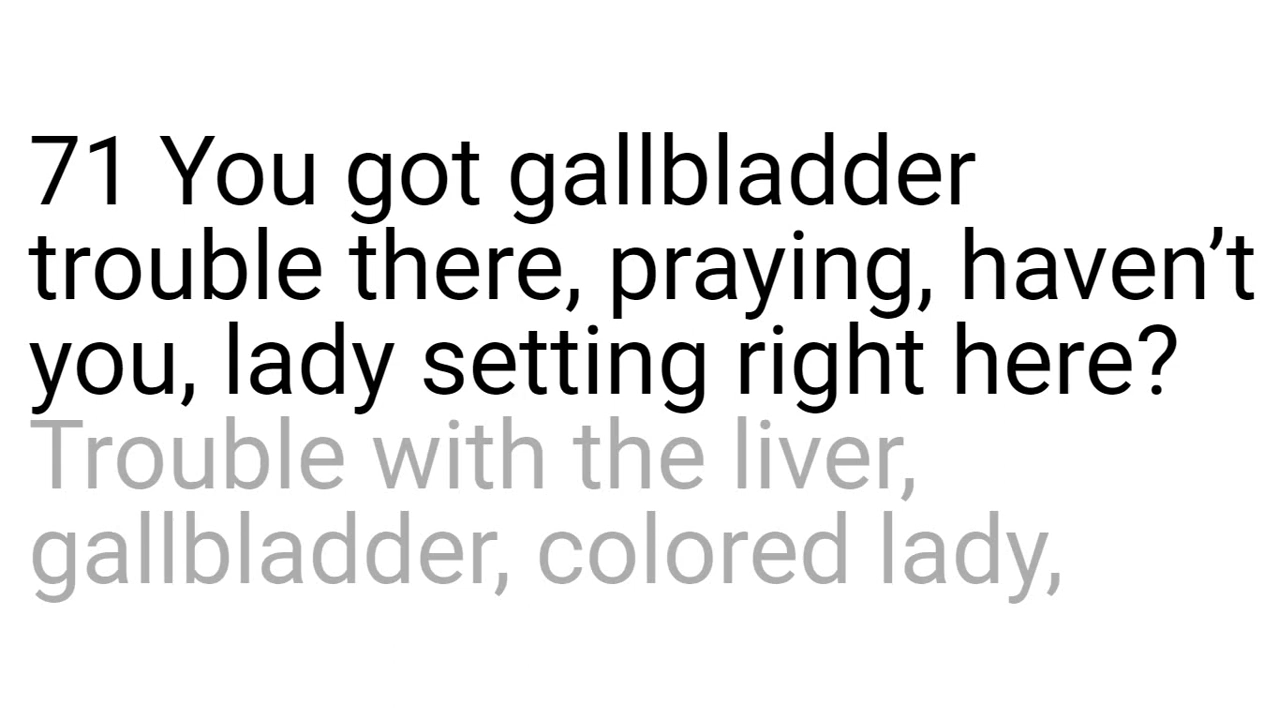 71 You got gallbladder
trouble there, praying, haven’t
you, lady setting right here?
Trouble with the liver,
gallbladder, colored lady,